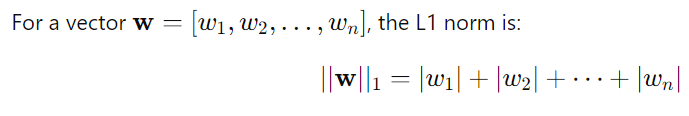 For a vector w = [w₁, w₂, . . . , wₙ], the L1 norm is:
||w||₁ = |w₁| + |w₂| + · · · + |wₙ|